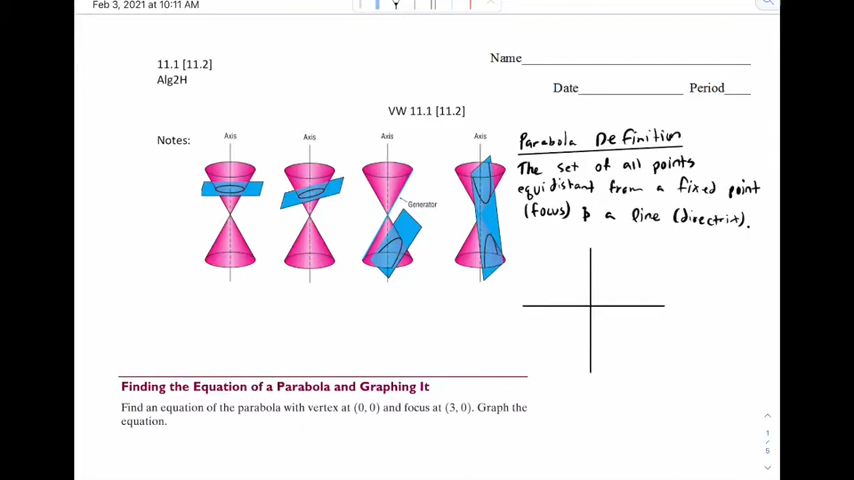 Feb 3, 2021 at 10:11 AM
11.1 [11.2]
Alg2H
Name
Date Period
VW 11.1 [11.2]
Notes:
Axis Axis Axis Axis
Generator
Parabola Definition
The set of all points
equidistant from a fixed point
(focus) & a line (directrix).
Finding the Equation of a Parabola and Graphing It
Find an equation of the parabola with vertex at (0, 0) and focus at (3, 0). Graph the
equation.
1
/
5